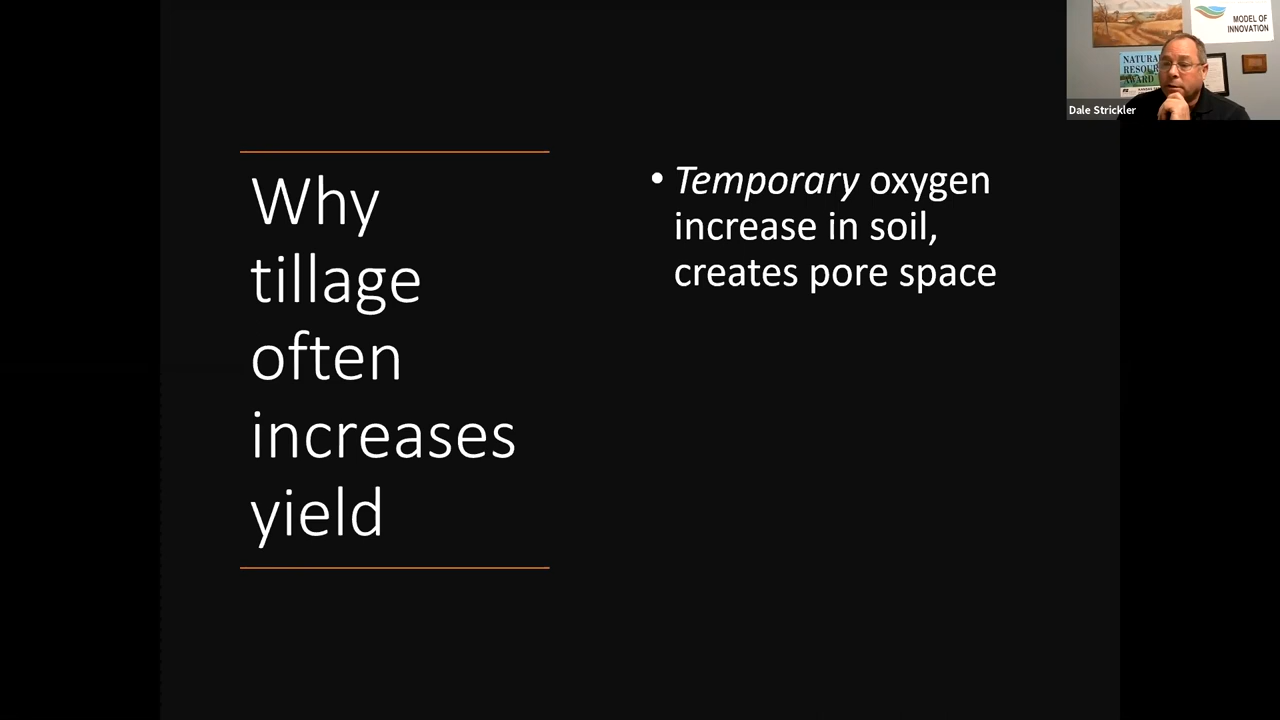 Why
tillage
often
increases
yield
• Temporary oxygen
increase in soil,
creates pore space
MODEL OF
INNOVATION
NATURAL
RESOUR
AWARD
Dale Strickler